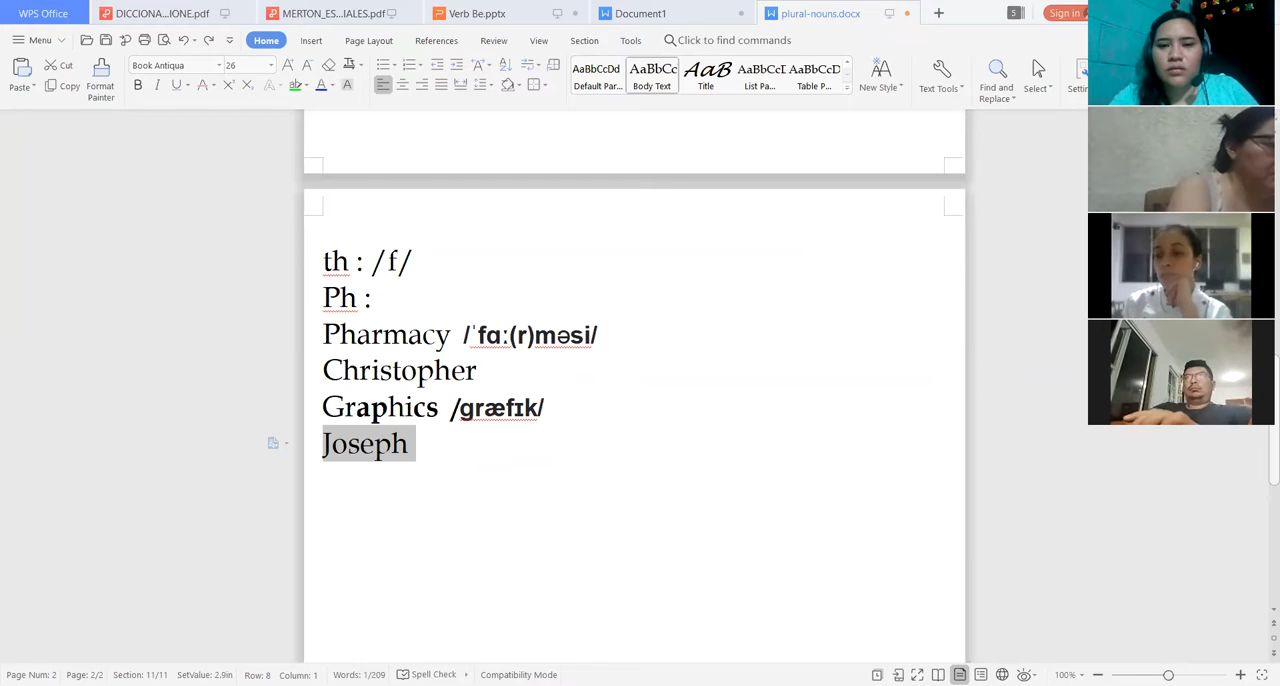 WPS Office DICCIONA...IONE.pdf MERTON_ES...IALES.pdf Verb Be.pptx Document1 plural-nouns.docx + 5 Sign in
Menu Home Insert Page Layout References Review View Section Tools Click to find commands
Paste Cut Copy Format Painter Book Antiqua 26 AaBbCcDd Default Par... AaBbCc Body Text AaB Title AaBbCcI List Pa... AaBbCcD Table P... New Style Text Tools Find and Replace Select Settin
th : /f/
Ph :
Pharmacy /ˈfɑː(r)məsi/
Christopher
Graphics /græfɪk/
Joseph
Page Num: 2 Page: 2/2 Section: 11/11 SetValue: 2.9in Row: 8 Column: 1 Words: 1/209 Spell Check Compatibility Mode 100%